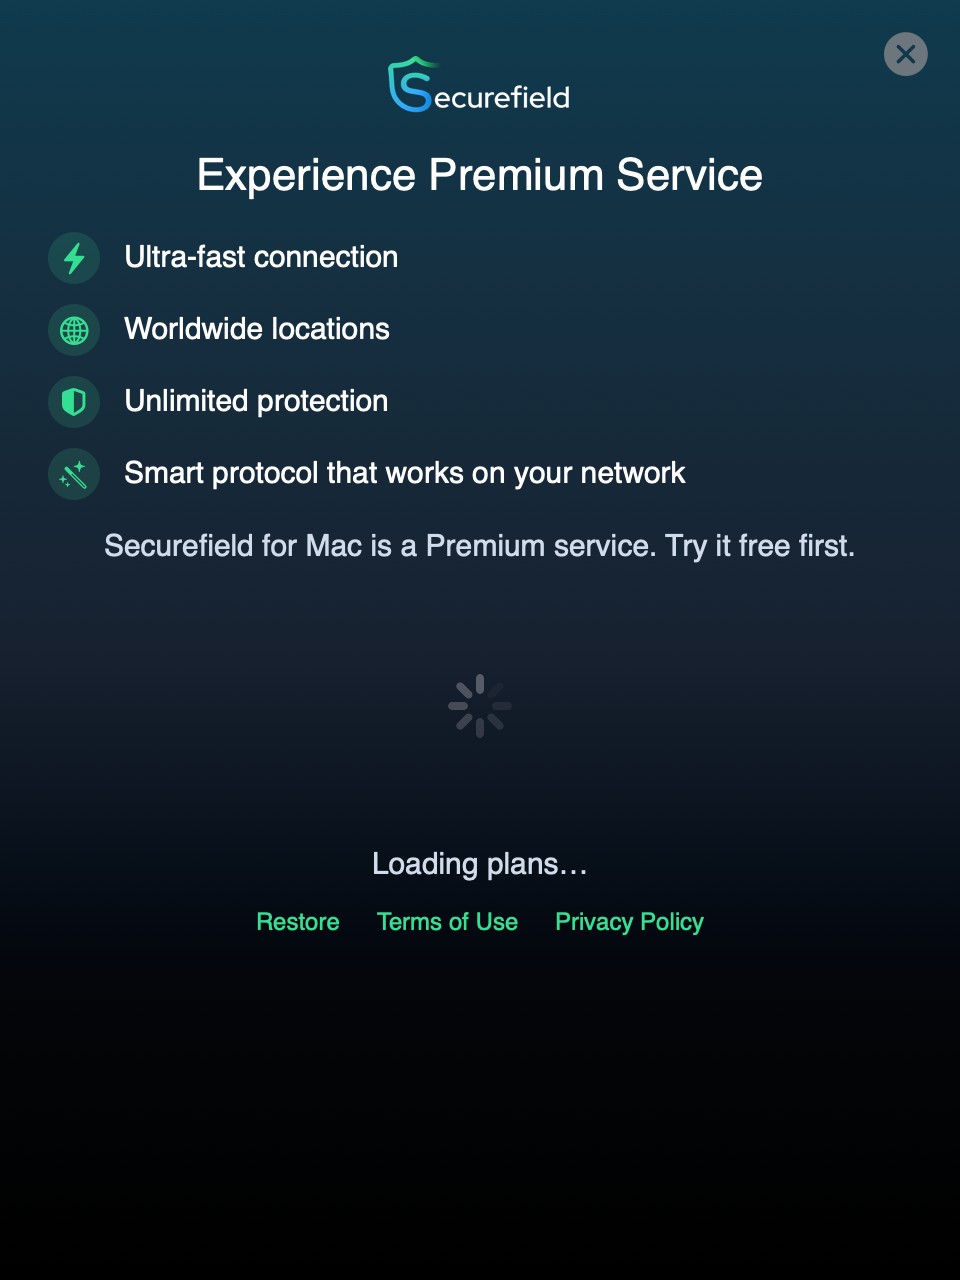 Securefield
Experience Premium Service
Ultra-fast connection
Worldwide locations
Unlimited protection
Smart protocol that works on your network
Securefield for Mac is a Premium service. Try it free first.
Loading plans…
Restore Terms of Use Privacy Policy